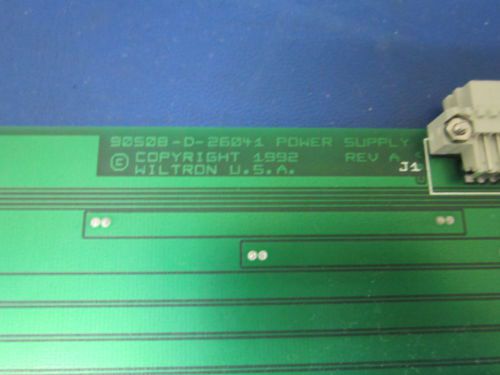 90508-D-26041 POWER SUPPLY
© COPYRIGHT 1992 REV A
WILTRON U.S.A.
J1